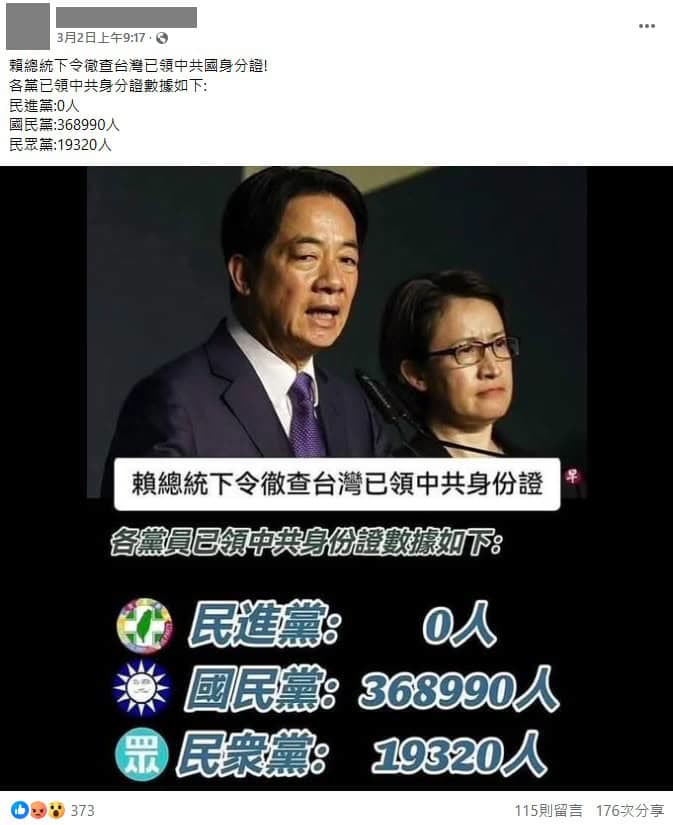 3月2日上午9:17 ·
賴總統下令徹查台灣已領中共國身分證!
各黨已領中共身分證數據如下:
民進黨:0人
國民黨:368990人
民眾黨:19320人
賴總統下令徹查台灣已領中共身份證
早
各黨員已領中共身份證數據如下:
民進黨: 0人
國民黨: 368990人
眾
民衆黨: 19320人
373
115則留言 176次分享